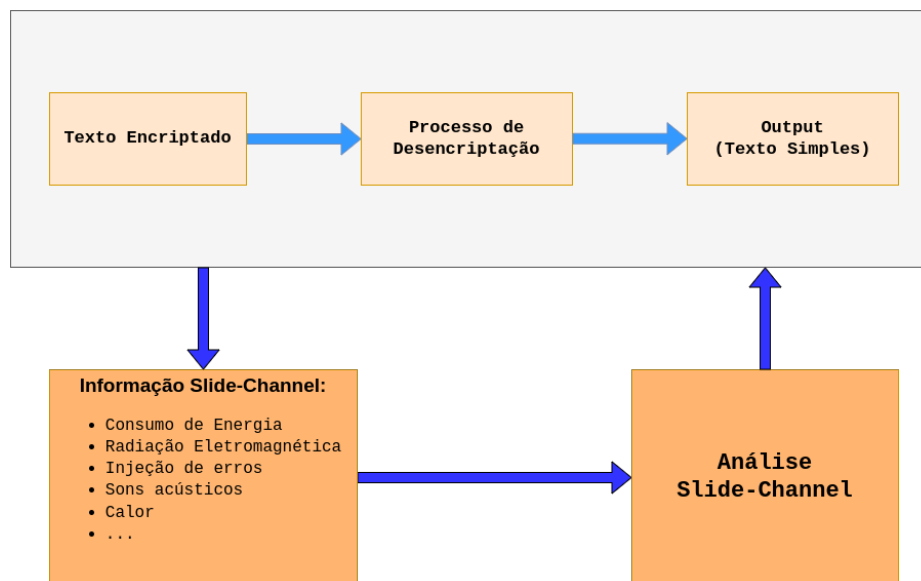 Texto Encriptado
Processo de
Desencriptação
Output
(Texto Simples)
Informação Slide-Channel:
• Consumo de Energia
• Radiação Eletromagnética
• Injeção de erros
• Sons acústicos
• Calor
• ...
Análise
Slide-Channel